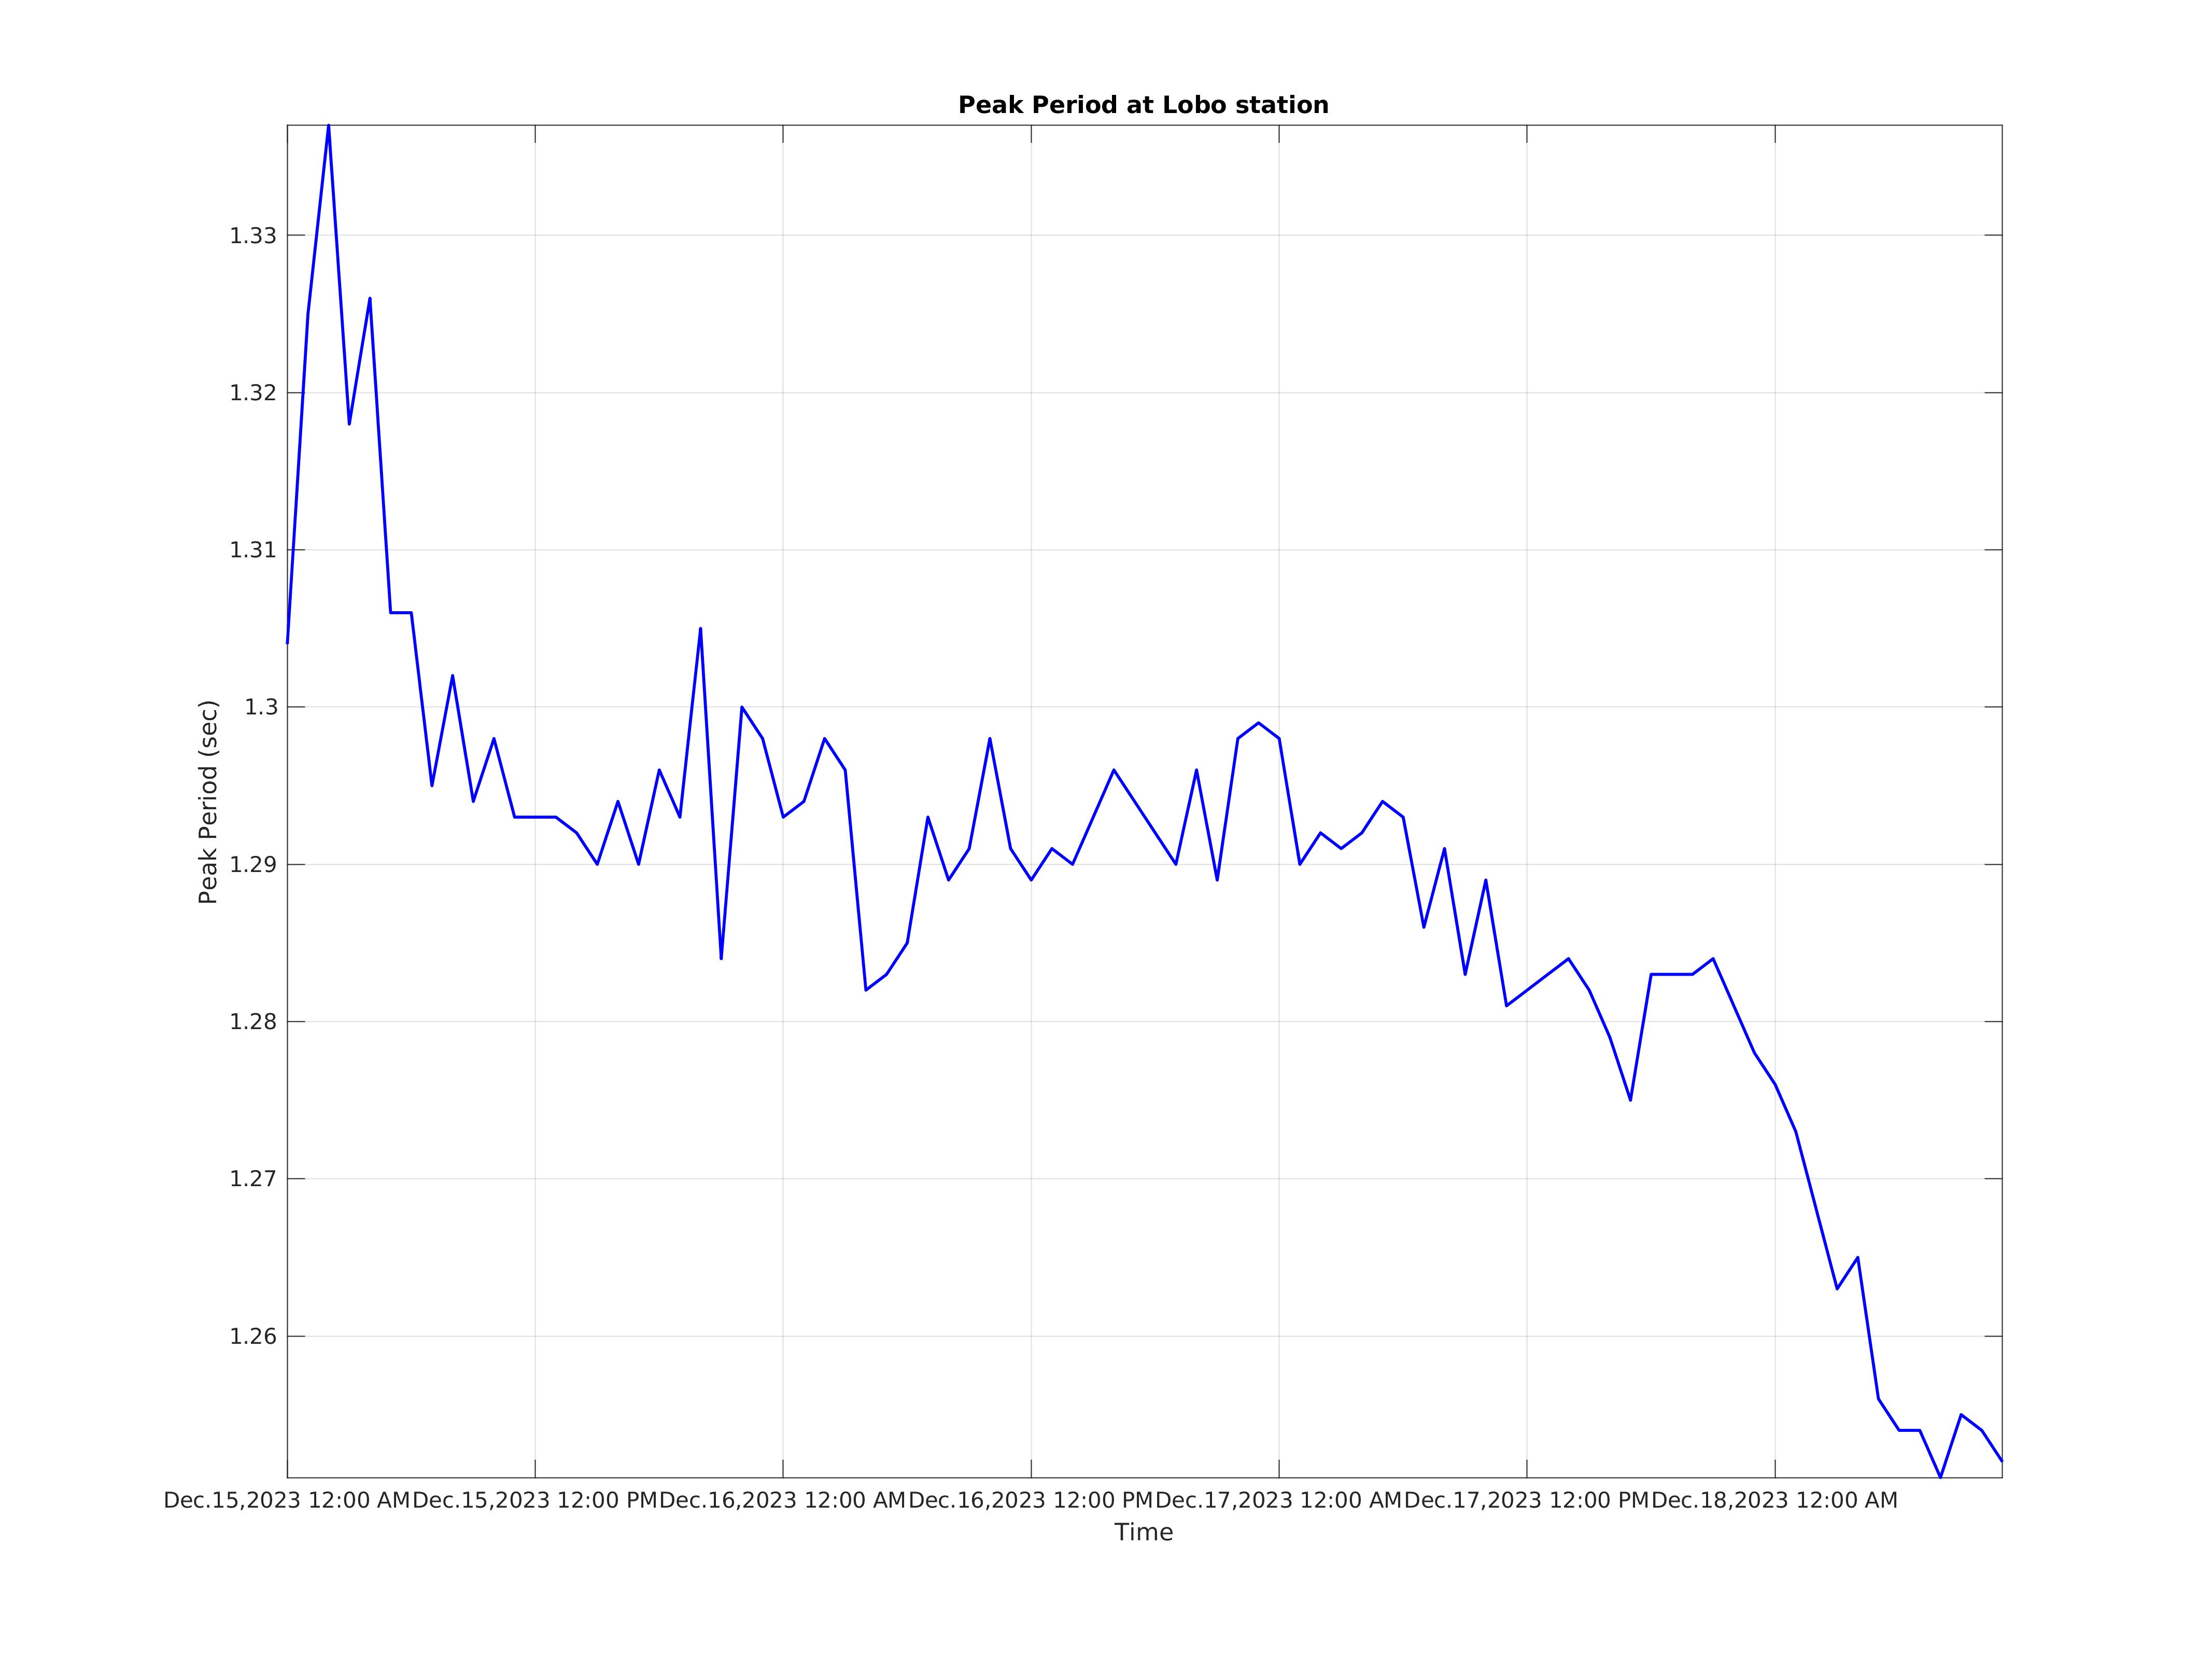 Peak Period at Lobo station
1.33
1.32
1.31
1.3
1.29
1.28
1.27
1.26
Peak Period (sec)
Dec.15,2023 12:00 AM Dec.15,2023 12:00 PM Dec.16,2023 12:00 AM Dec.16,2023 12:00 PM Dec.17,2023 12:00 AM Dec.17,2023 12:00 PM Dec.18,2023 12:00 AM
Time